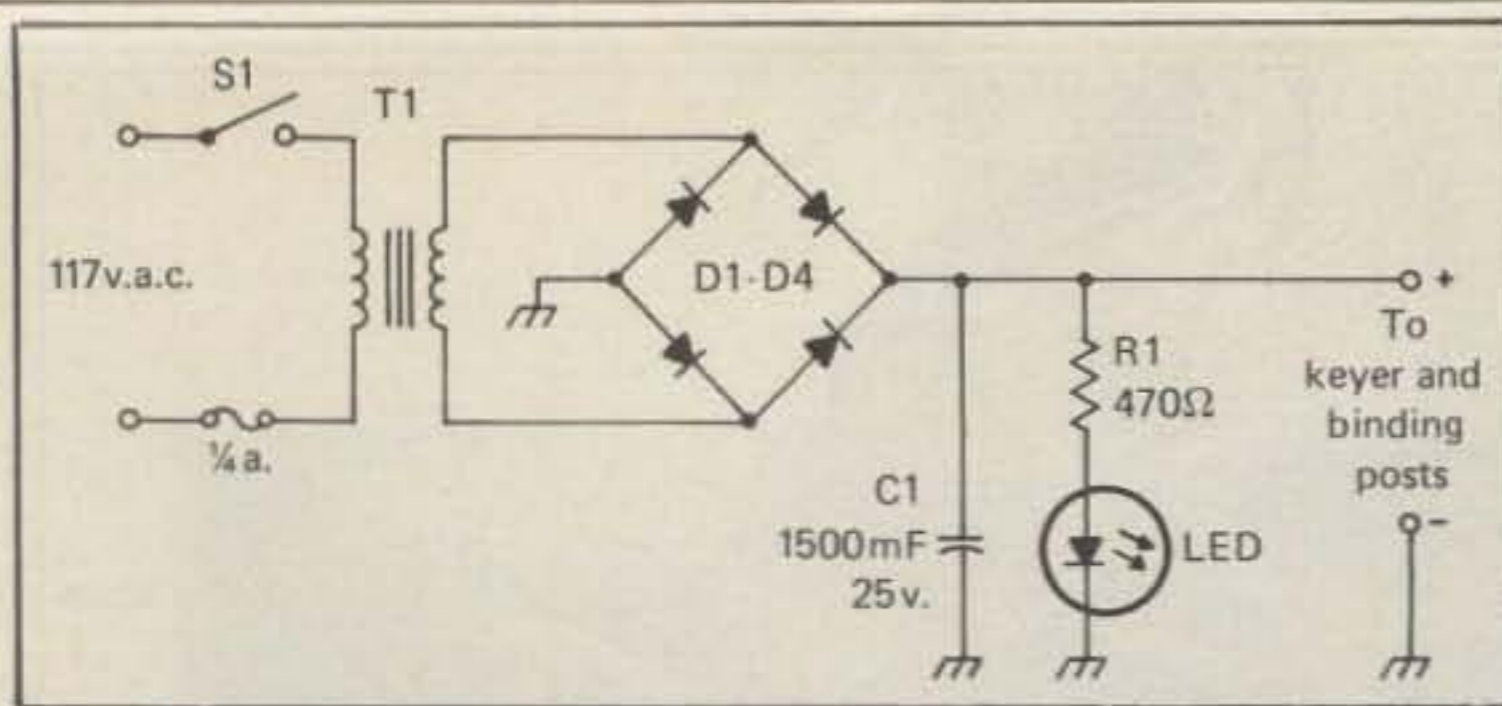 S1
T1
117v.a.c.
¼a.
D1-D4
C1
1500mF
25v.
R1
470Ω
LED
+
To
keyer and
binding
posts
-